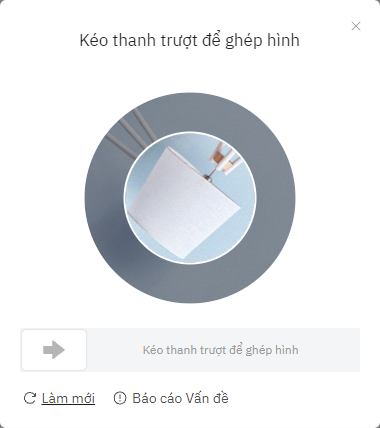 Kéo thanh trượt để ghép hình
Kéo thanh trượt để ghép hình
Làm mới
Báo cáo Vấn đề